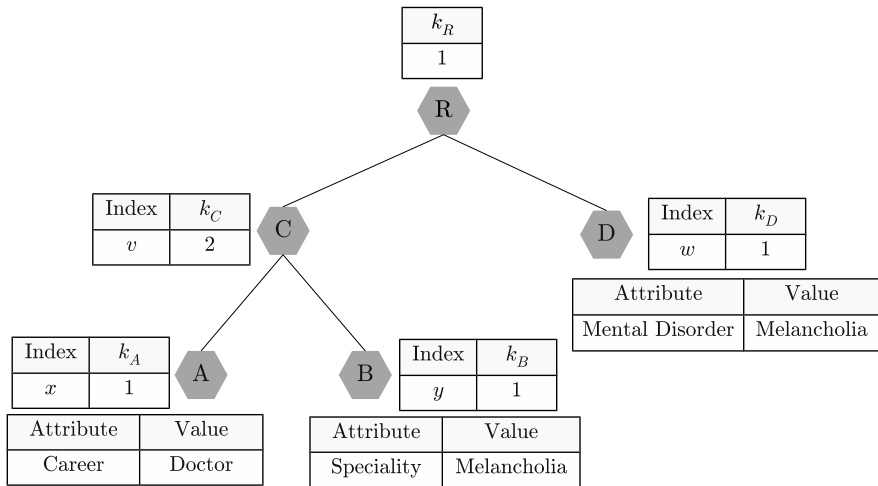 k_R
1
R
Index k_C
v 2
C
D
Index k_D
w 1
Attribute Value
Mental Disorder Melancholia
Index k_A
x 1
A
Attribute Value
Career Doctor
B
Index k_B
y 1
Attribute Value
Speciality Melancholia